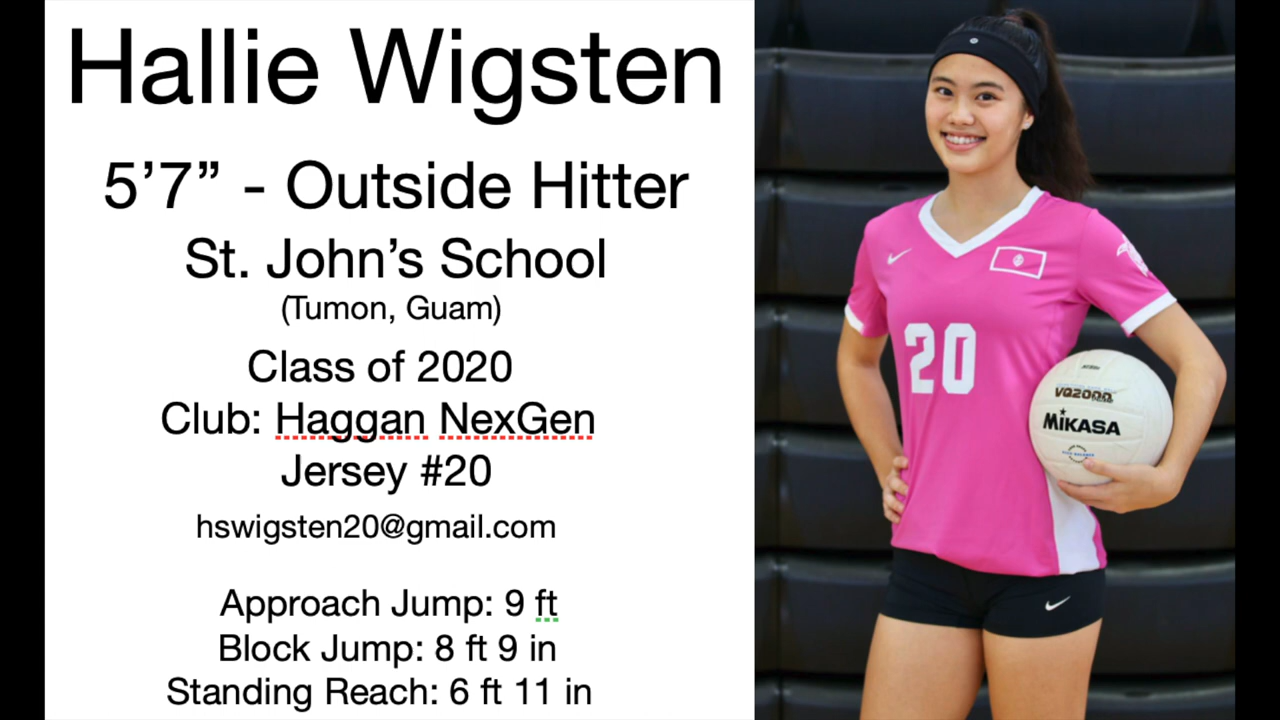 Hallie Wigsten
5’7” - Outside Hitter
St. John’s School
(Tumon, Guam)
Class of 2020
Club: Haggan NexGen
Jersey #20
hswigsten20@gmail.com
Approach Jump: 9 ft
Block Jump: 8 ft 9 in
Standing Reach: 6 ft 11 in
20
VQ2000
MIKASA